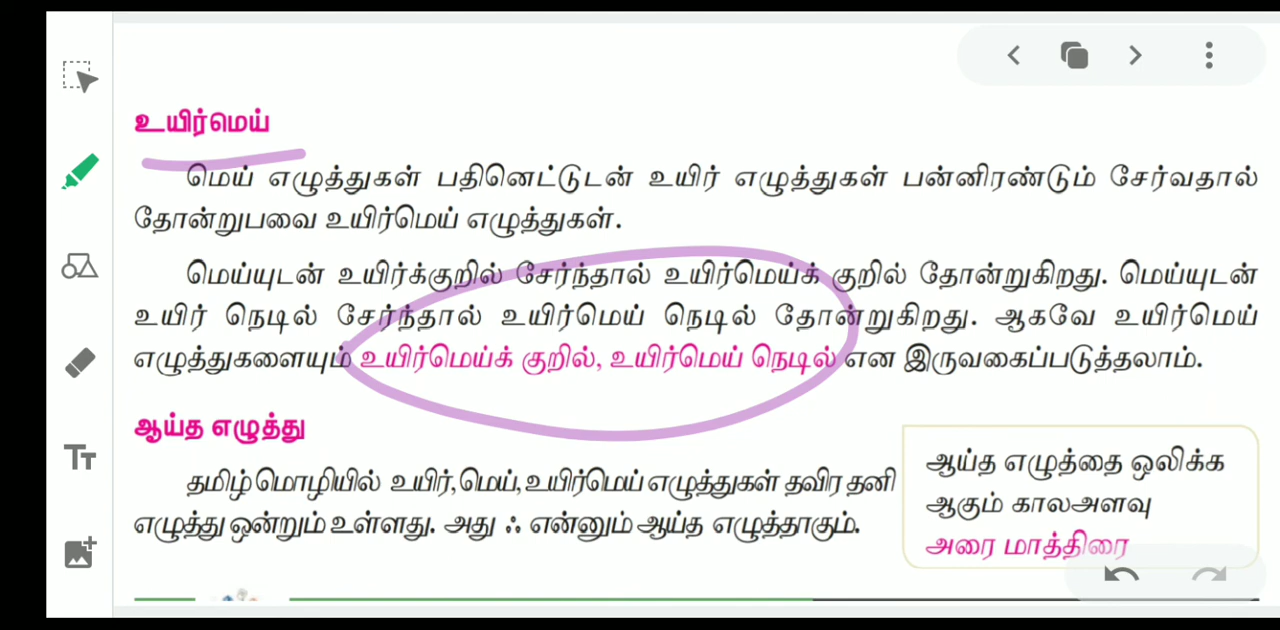 உயிர்மெய்
மெய் எழுத்துகள் பதினெட்டுடன் உயிர் எழுத்துகள் பன்னிரண்டும் சேர்வதால்
தோன்றுபவை உயிர்மெய் எழுத்துகள்.
மெய்யுடன் உயிர்க்குறில் சேர்ந்தால் உயிர்மெய்க் குறில் தோன்றுகிறது. மெய்யுடன்
உயிர் நெடில் சேர்ந்தால் உயிர்மெய் நெடில் தோன்றுகிறது. ஆகவே உயிர்மெய்
எழுத்துகளையும் உயிர்மெய்க் குறில், உயிர்மெய் நெடில் என இருவகைப்படுத்தலாம்.
ஆய்த எழுத்து
தமிழ் மொழியில் உயிர், மெய், உயிர்மெய் எழுத்துகள் தவிர தனி
எழுத்து ஒன்றும் உள்ளது. அது ஃ என்னும் ஆய்த எழுத்தாகும்.
ஆய்த எழுத்தை ஒலிக்க
ஆகும் காலஅளவு
அரை மாத்திரை
TT